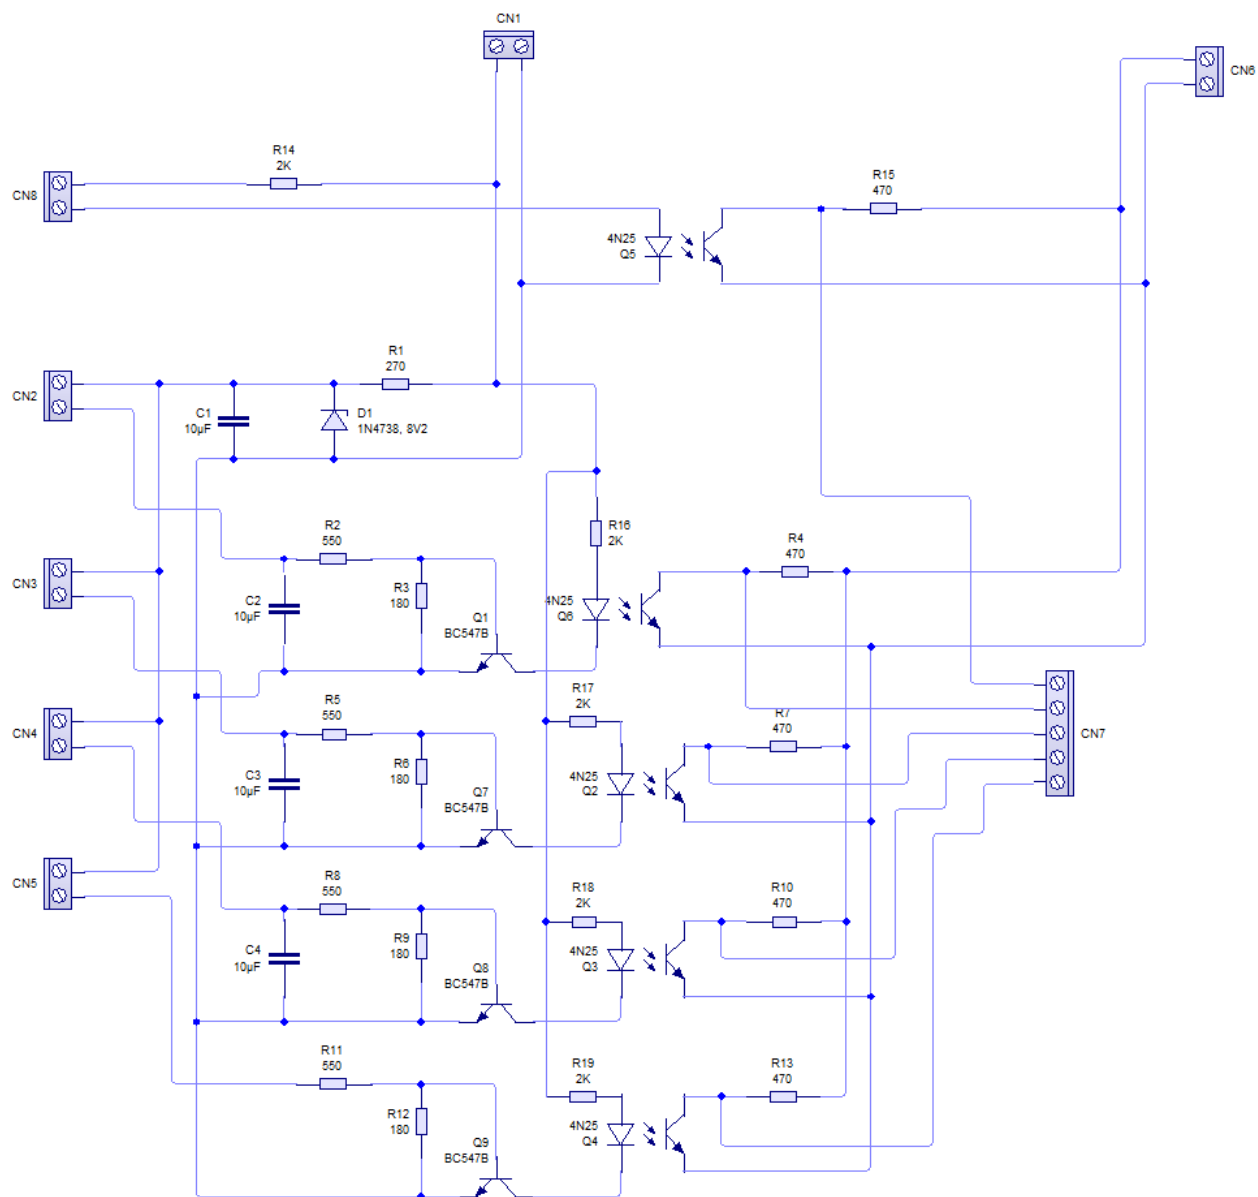 CN1
CN6
R14
2K
R15
470
CN8
4N25
Q5
R1
270
CN2
C1
10µF
D1
1N4738, 8V2
R2
550
R16
2K
R4
470
CN3
R3
180
C2
10µF
4N25
Q6
Q1
BC547B
R17
2K
R5
550
R7
470
CN4
CN7
R6
180
C3
10µF
4N25
Q2
Q7
BC547B
CN5
R8
550
R18
2K
R10
470
R9
180
C4
10µF
4N25
Q3
Q8
BC547B
R11
550
R19
2K
R13
470
R12
180
4N25
Q4
Q9
BC547B